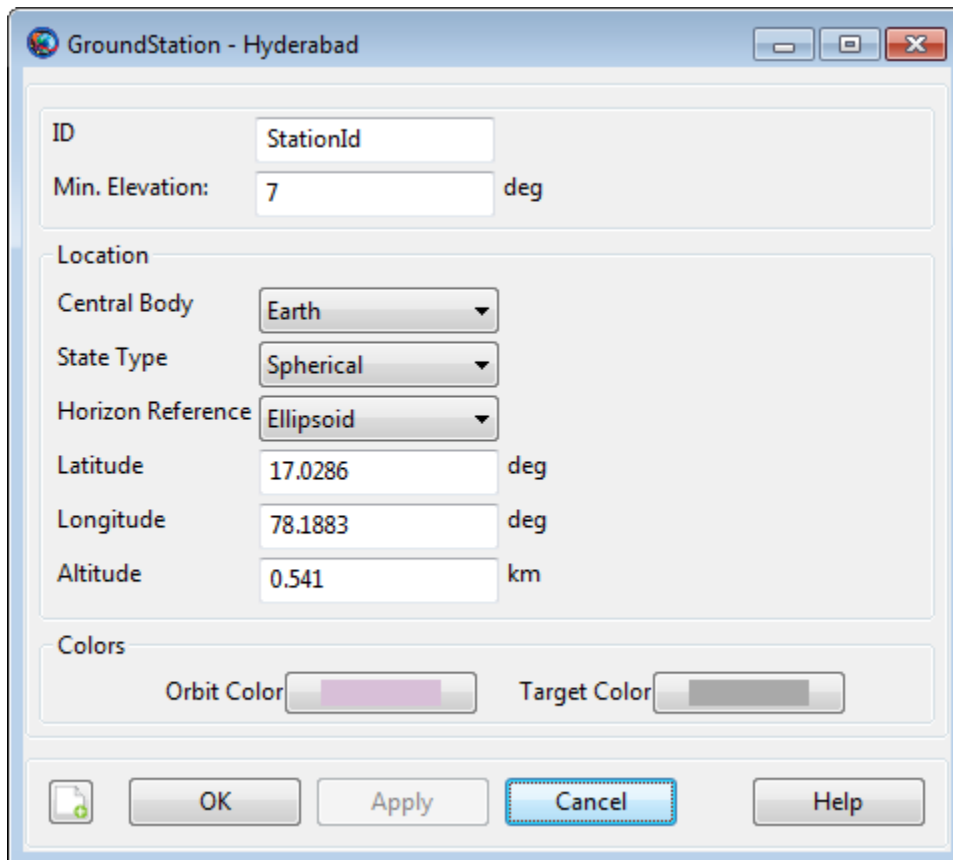 GroundStation - Hyderabad
ID StationId
Min. Elevation: 7 deg
Location
Central Body Earth
State Type Spherical
Horizon Reference Ellipsoid
Latitude 17.0286 deg
Longitude 78.1883 deg
Altitude 0.541 km
Colors
Orbit Color Target Color
OK Apply Cancel Help